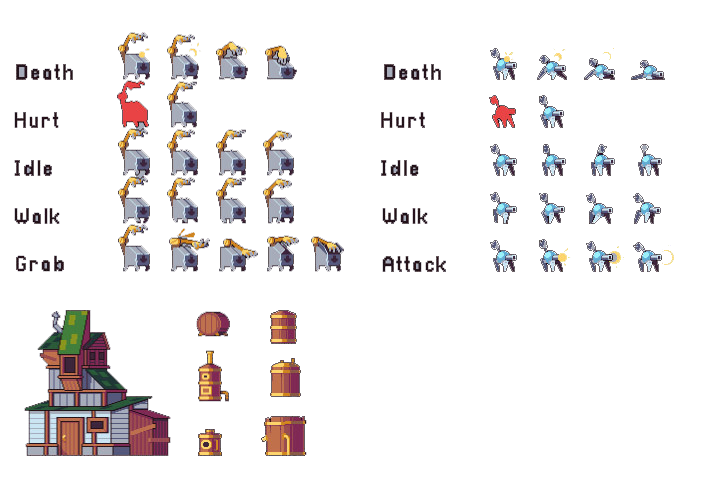 Death
Hurt
Idle
Walk
Grab
Death
Hurt
Idle
Walk
Attack